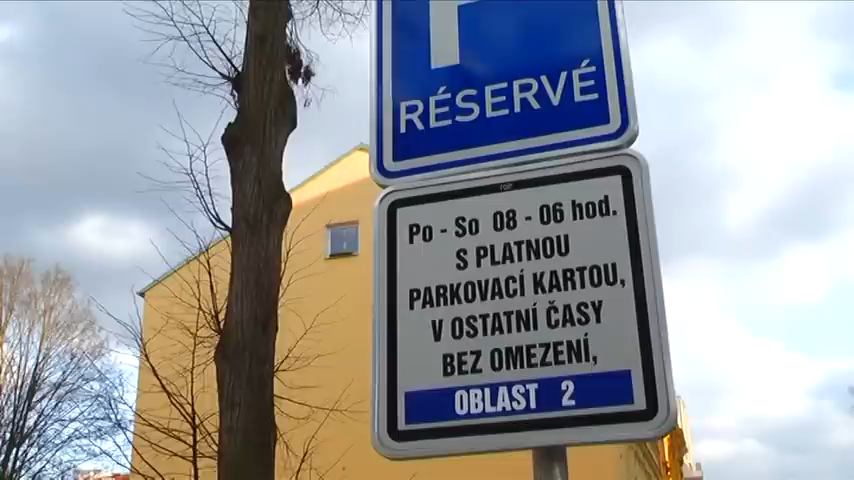 P
RÉSERVÉ
Po - So 08 - 06 hod.
S PLATNOU
PARKOVACÍ KARTOU,
V OSTATNÍ ČASY
BEZ OMEZENÍ,
OBLAST 2